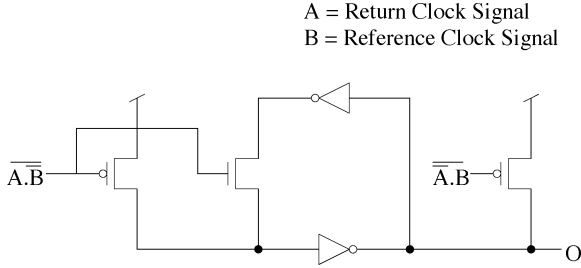 A = Return Clock Signal
B = Reference Clock Signal
A̅.̅B̿
A̿.̅B̅
O